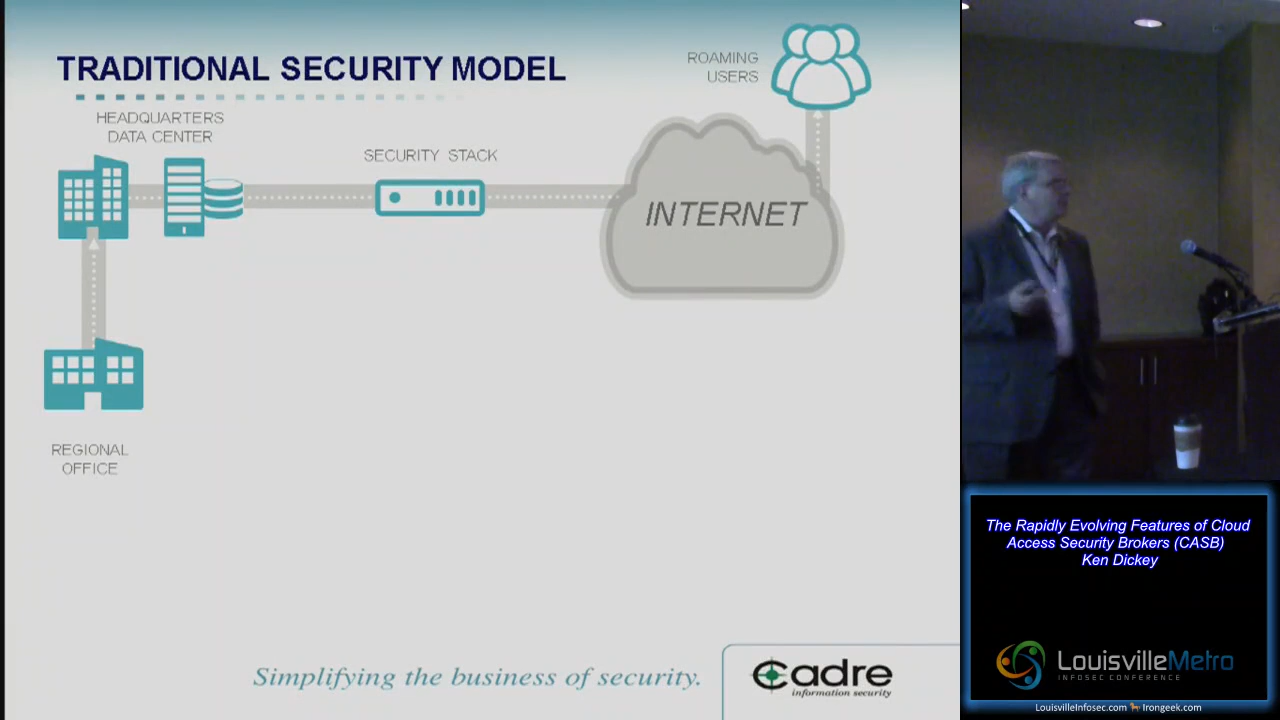 TRADITIONAL SECURITY MODEL
ROAMING
USERS
HEADQUARTERS
DATA CENTER
SECURITY STACK
INTERNET
REGIONAL
OFFICE
Simplifying the business of security.
Cadre
information security
The Rapidly Evolving Features of Cloud
Access Security Brokers (CASB)
Ken Dickey
LouisvilleMetro
INFOSEC CONFERENCE
LouisvilleInfosec.com Irongeek.com